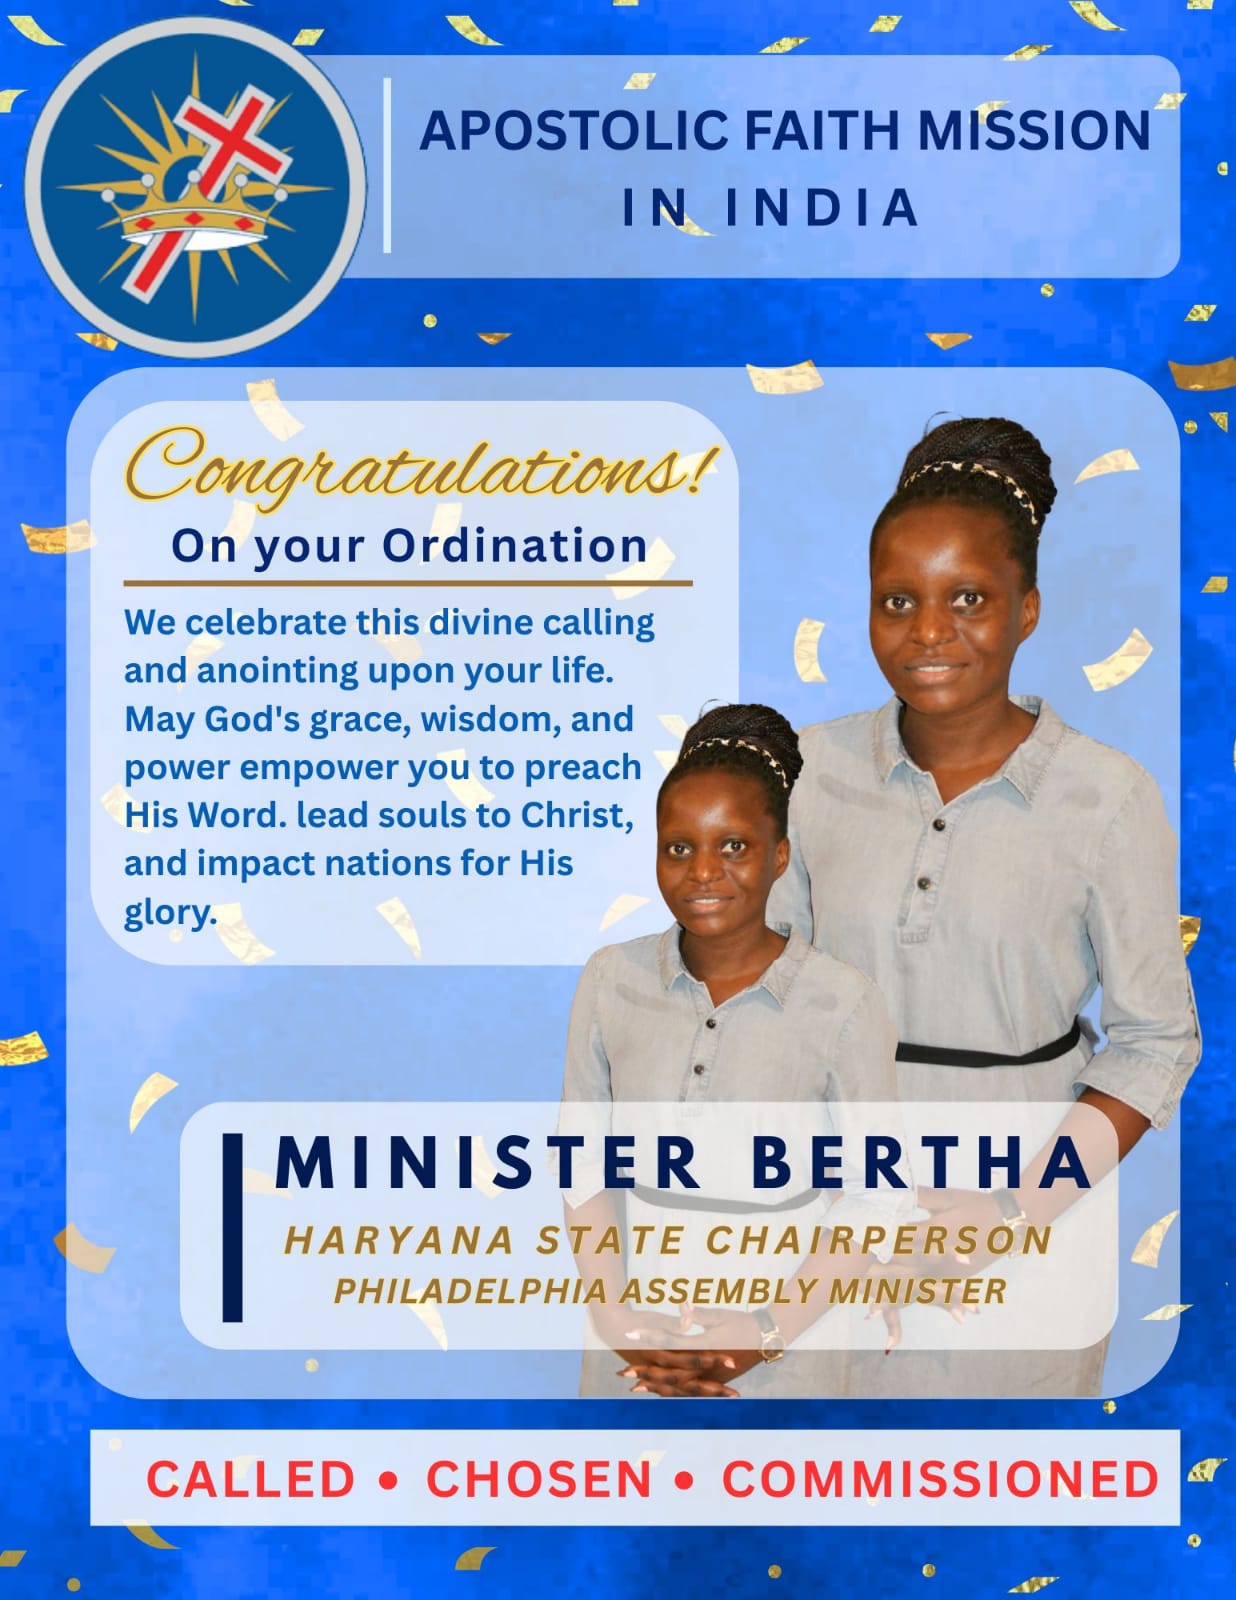 APOSTOLIC FAITH MISSION
IN INDIA
Congratulations!
On your Ordination
We celebrate this divine calling
and anointing upon your life.
May God's grace, wisdom, and
power empower you to preach
His Word. lead souls to Christ,
and impact nations for His
glory.
MINISTER BERTHA
HARYANA STATE CHAIRPERSON
PHILADELPHIA ASSEMBLY MINISTER
CALLED • CHOSEN • COMMISSIONED